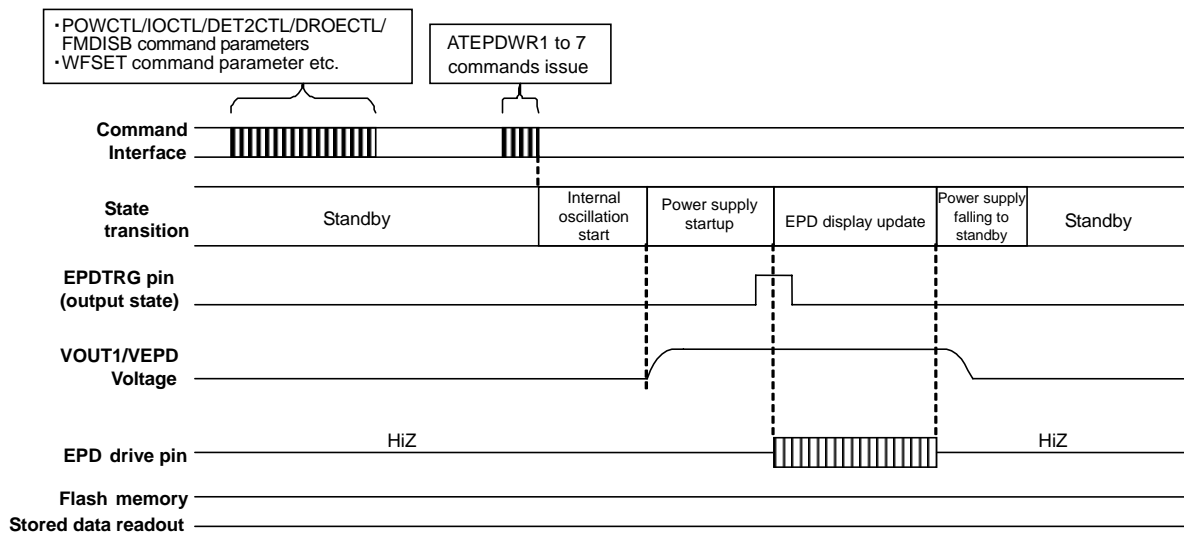 ・POWCTL/IOCTL/DET2CTL/DROECTL/
FMDISB command parameters
・WFSET command parameter etc.
ATEPDWR1 to 7
commands issue
Command
Interface
State
transition
Standby
Internal
oscillation
start
Power supply
startup
EPD display update
Power supply
falling to
standby
Standby
EPDTRG pin
(output state)
VOUT1/VEPD
Voltage
EPD drive pin
HiZ
HiZ
Flash memory
Stored data readout